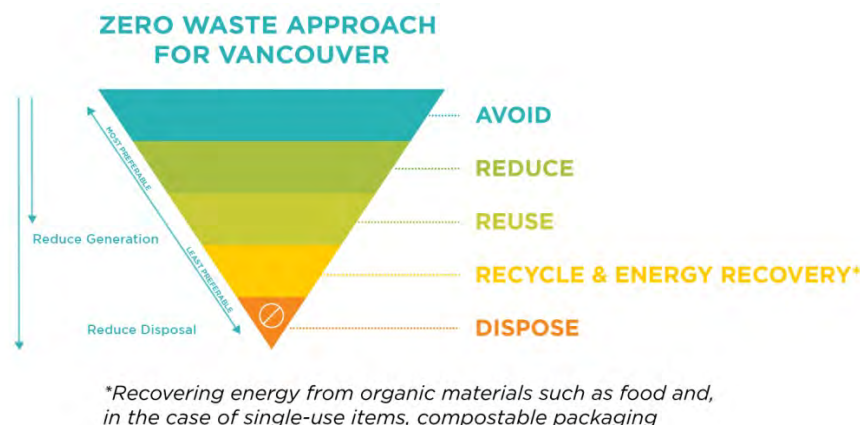 ZERO WASTE APPROACH
FOR VANCOUVER
AVOID
MOST PREFERABLE
REDUCE
REUSE
Reduce Generation
LEAST PREFERABLE
RECYCLE & ENERGY RECOVERY*
Reduce Disposal
DISPOSE
*Recovering energy from organic materials such as food and,
in the case of single-use items, compostable packaging